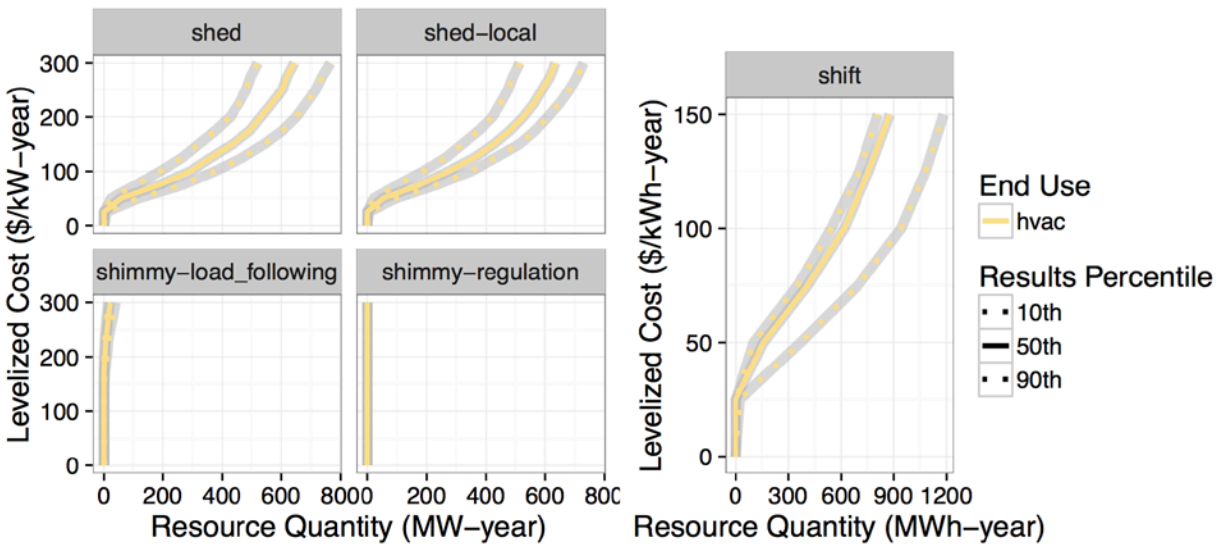 shed
shed-local
300
200
100
0
shimmy-load_following
shimmy-regulation
300
200
100
0
0 200 400 600 800
0 200 400 600 800
Levelized Cost ($/kW-year)
Resource Quantity (MW-year)
shift
150
100
50
0
0 300 600 900 1200
Levelized Cost ($/kWh-year)
Resource Quantity (MWh-year)
End Use
hvac
Results Percentile
10th
50th
90th